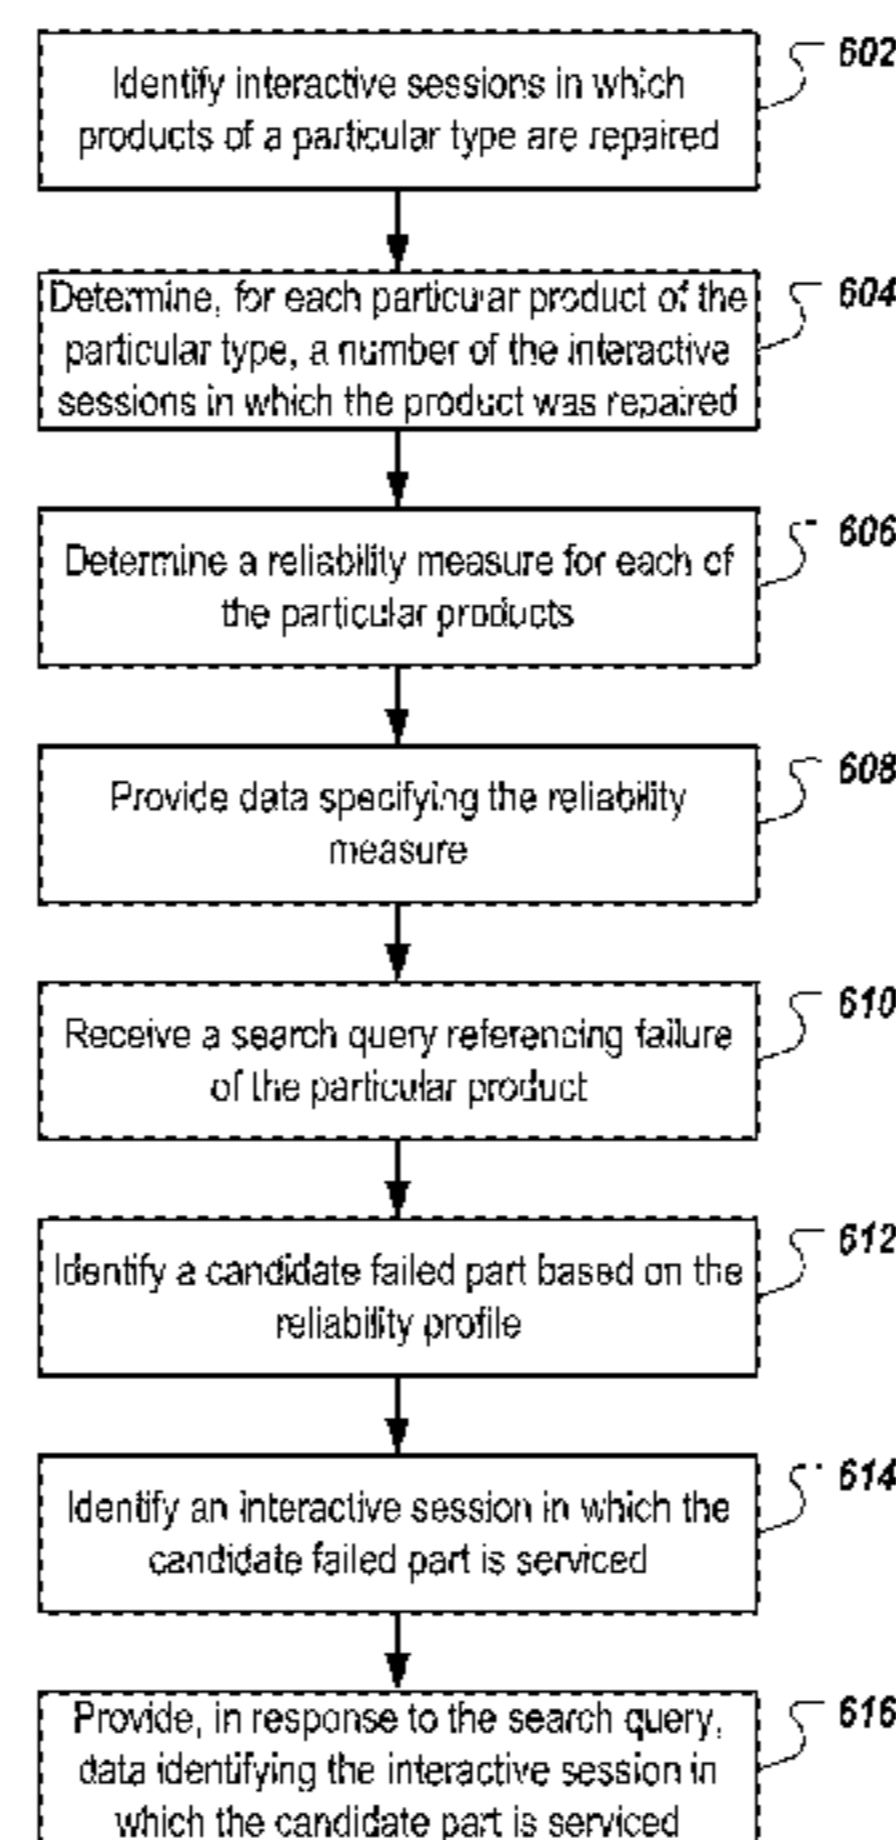 602
Identify interactive sessions in which
products of a particular type are repaired
604
Determine, for each particular product of the
particular type, a number of the interactive
sessions in which the product was repaired
606
Determine a reliability measure for each of
the particular products
608
Provide data specifying the reliability
measure
610
Receive a search query referencing failure
of the particular product
612
Identify a candidate failed part based on the
reliability profile
614
Identify an interactive session in which the
candidate failed part is serviced
616
Provide, in response to the search query,
data identifying the interactive session in
which the candidate part is serviced